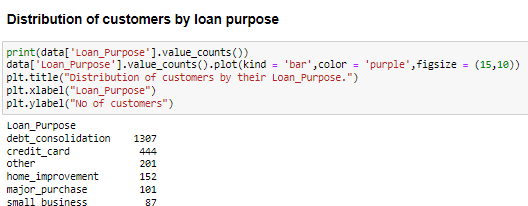 Distribution of customers by loan purpose
print(data['Loan_Purpose'].value_counts())
data['Loan_Purpose'].value_counts().plot(kind = 'bar',color = 'purple',figsize = (15,10))
plt.title("Distribution of customers by their Loan_Purpose.")
plt.xlabel("Loan_Purpose")
plt.ylabel("No of customers")
Loan_Purpose
debt_consolidation    1307
credit_card            444
other                  201
home_improvement       152
major_purchase         101
small_business          87